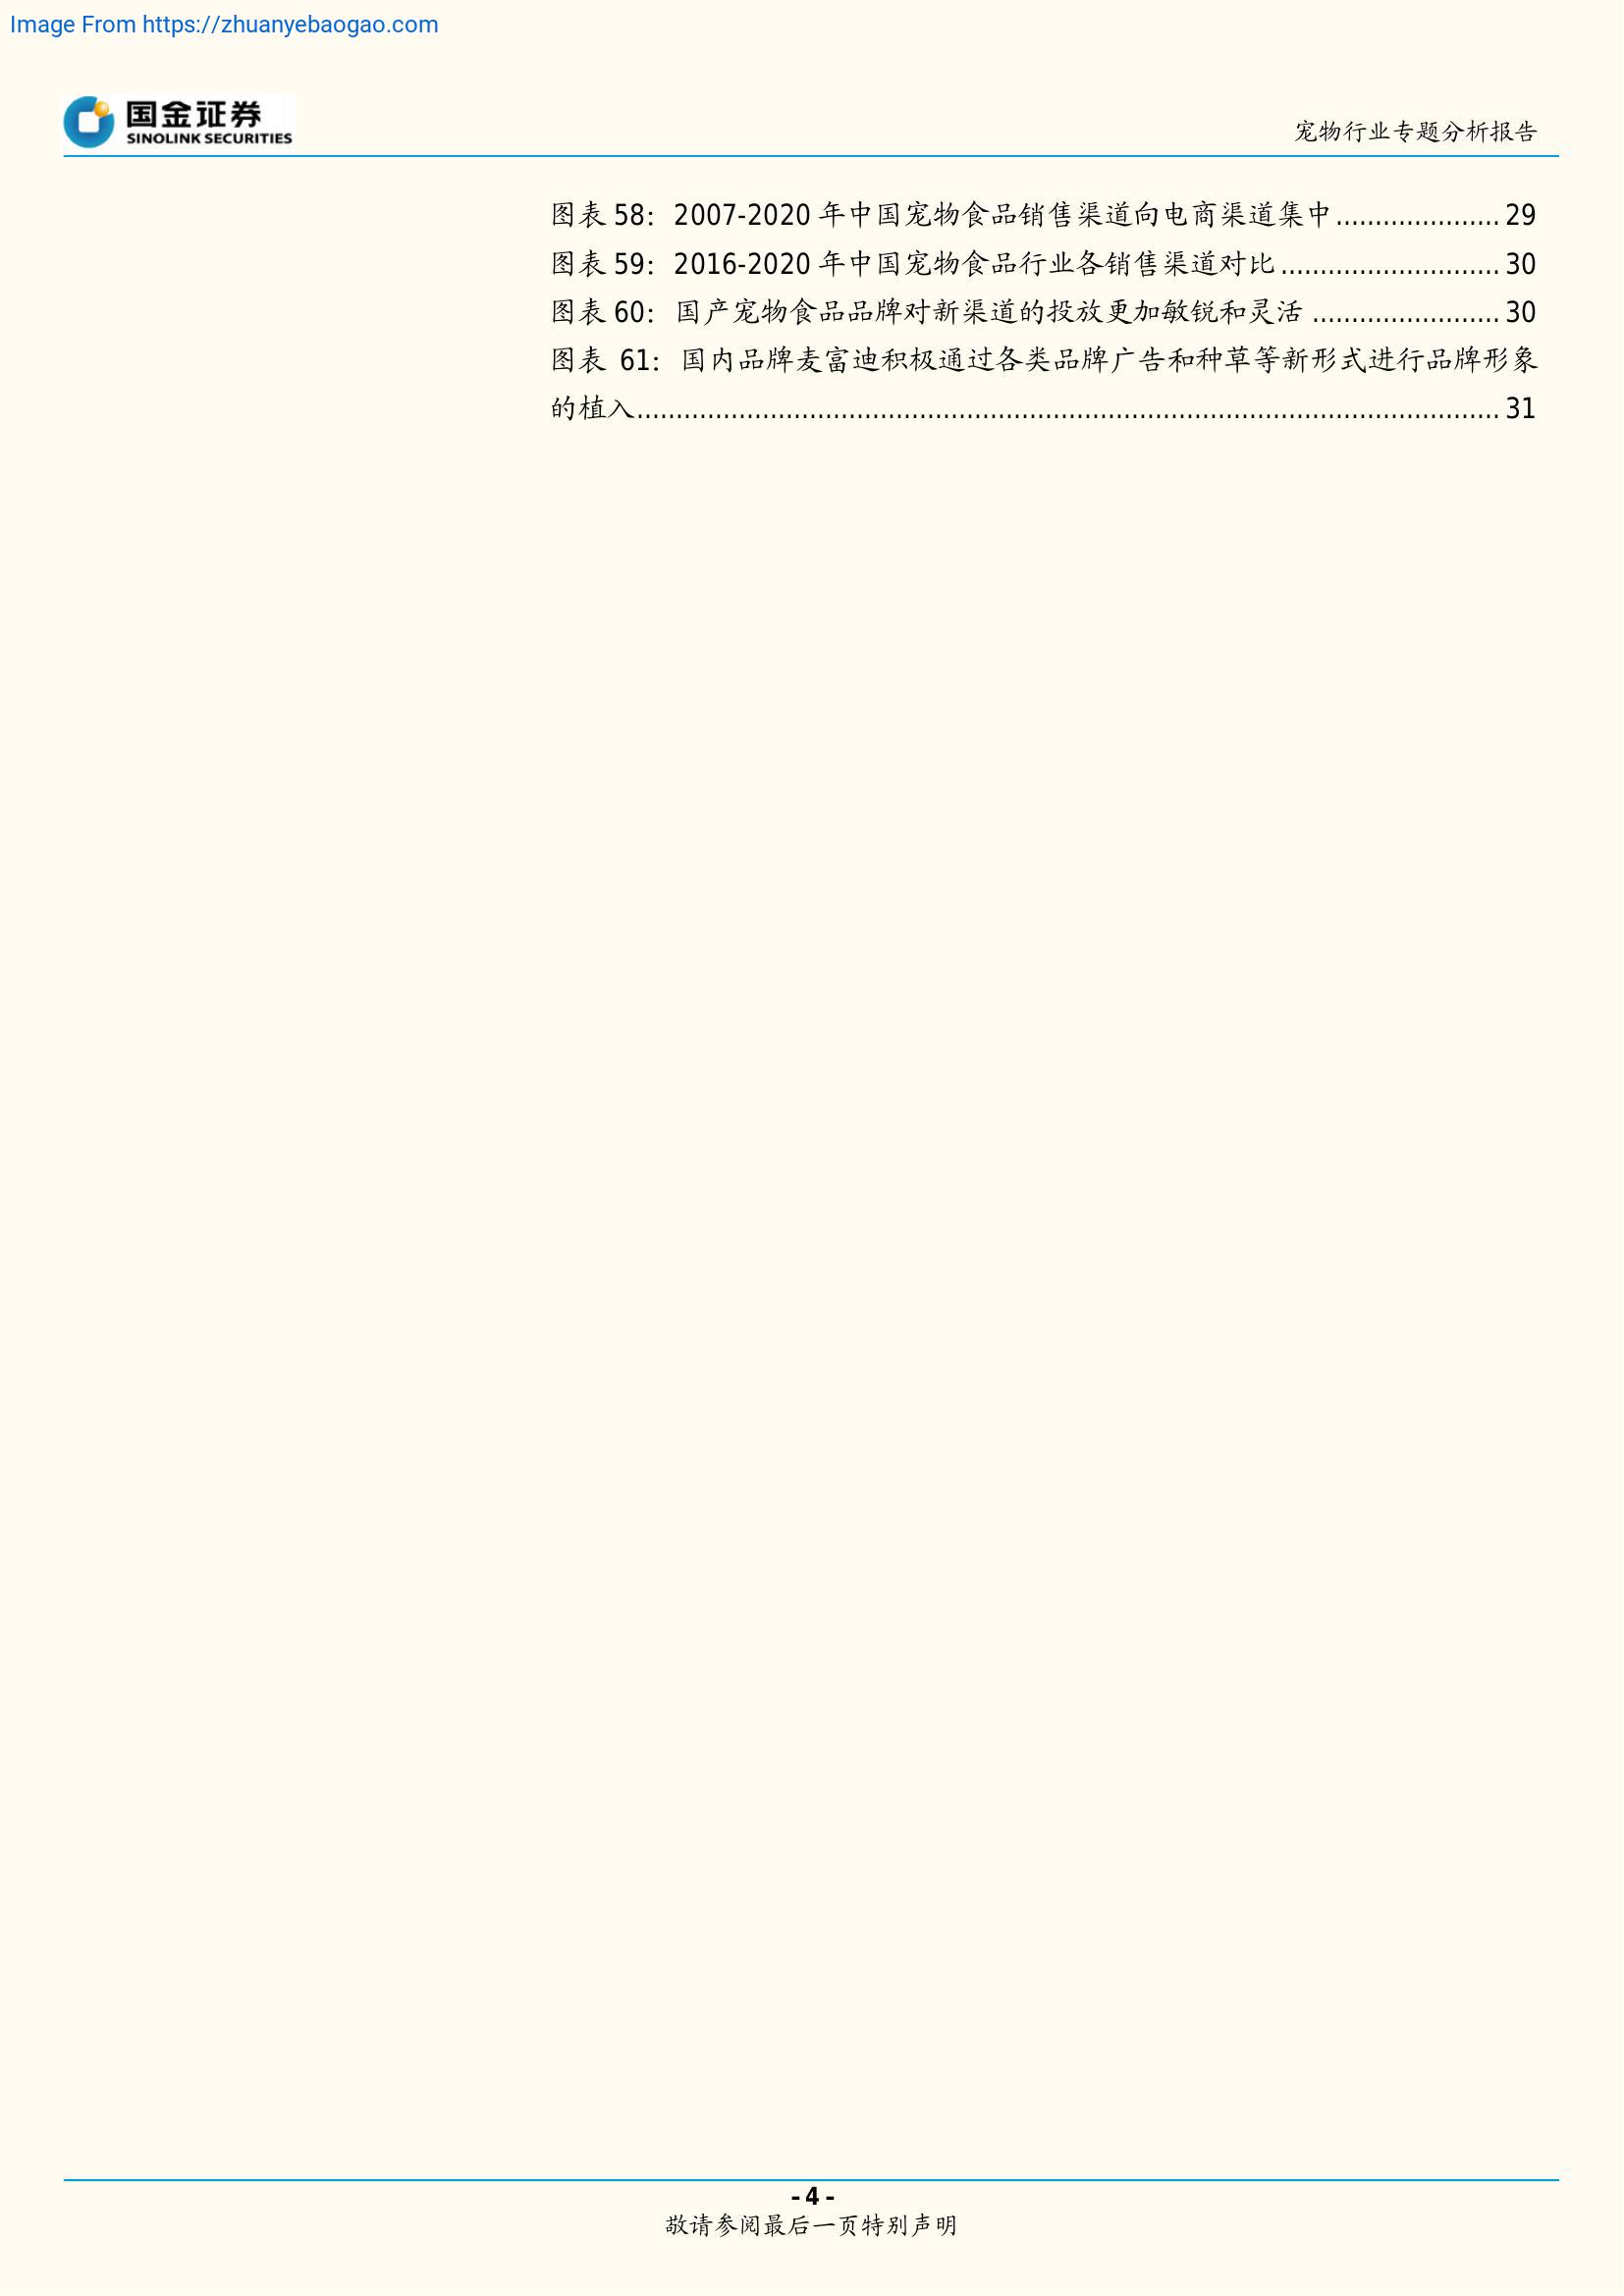 Image From https://zhuanyebaogao.com
国金证券
SINOLINK SECURITIES
宠物行业专题分析报告
图表 58：2007-2020 年中国宠物食品销售渠道向电商渠道集中.....................29
图表 59：2016-2020 年中国宠物食品行业各销售渠道对比............................30
图表 60：国产宠物食品品牌对新渠道的投放更加敏锐和灵活 ........................30
图表 61：国内品牌麦富迪积极通过各类品牌广告和种草等新形式进行品牌形象
的植入..............................................................................................................31
- 4 -
敬请参阅最后一页特别声明